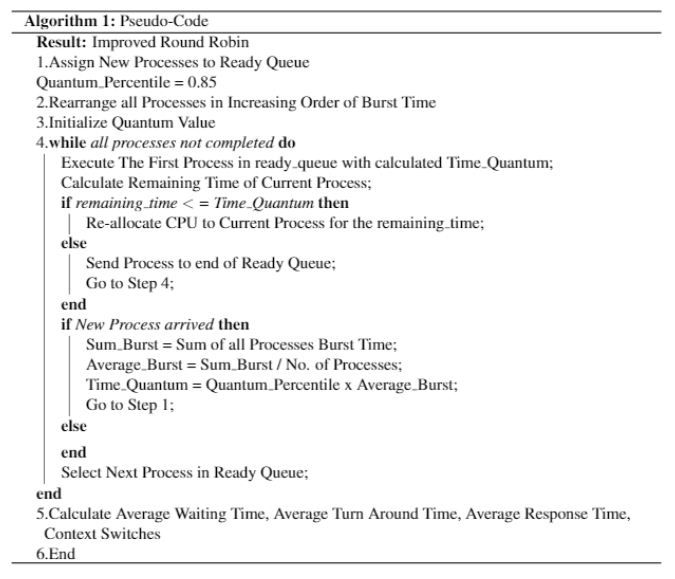 Algorithm 1: Pseudo-Code
Result: Improved Round Robin
1.Assign New Processes to Ready Queue
Quantum_Percentile = 0.85
2.Rearrange all Processes in Increasing Order of Burst Time
3.Initialize Quantum Value
4.while all processes not completed do
Execute The First Process in ready_queue with calculated Time_Quantum;
Calculate Remaining Time of Current Process;
if remaining_time < = Time_Quantum then
Re-allocate CPU to Current Process for the remaining_time;
else
Send Process to end of Ready Queue;
Go to Step 4;
end
if New Process arrived then
Sum_Burst = Sum of all Processes Burst Time;
Average_Burst = Sum_Burst / No. of Processes;
Time_Quantum = Quantum_Percentile x Average_Burst;
Go to Step 1;
else
end
Select Next Process in Ready Queue;
end
5.Calculate Average Waiting Time, Average Turn Around Time, Average Response Time,
Context Switches
6.End